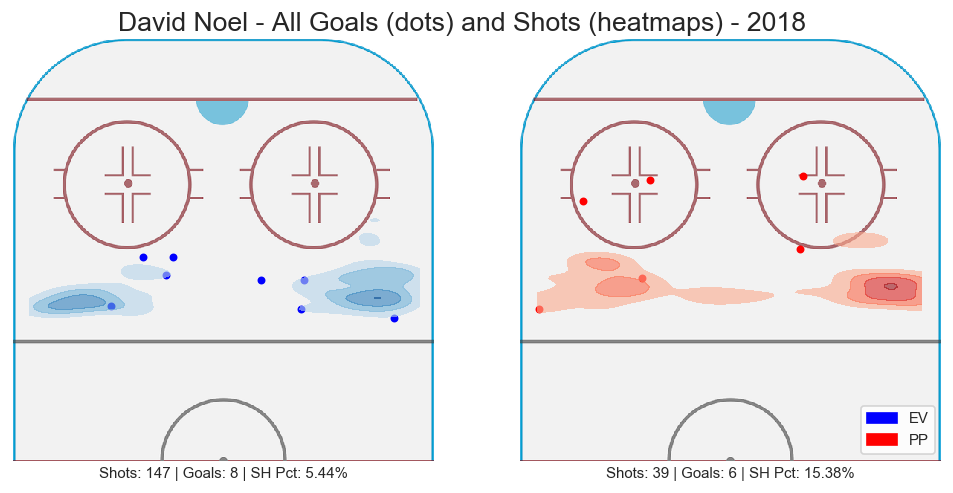 David Noel - All Goals (dots) and Shots (heatmaps) - 2018
EV
PP
Shots: 147 | Goals: 8 | SH Pct: 5.44%
Shots: 39 | Goals: 6 | SH Pct: 15.38%